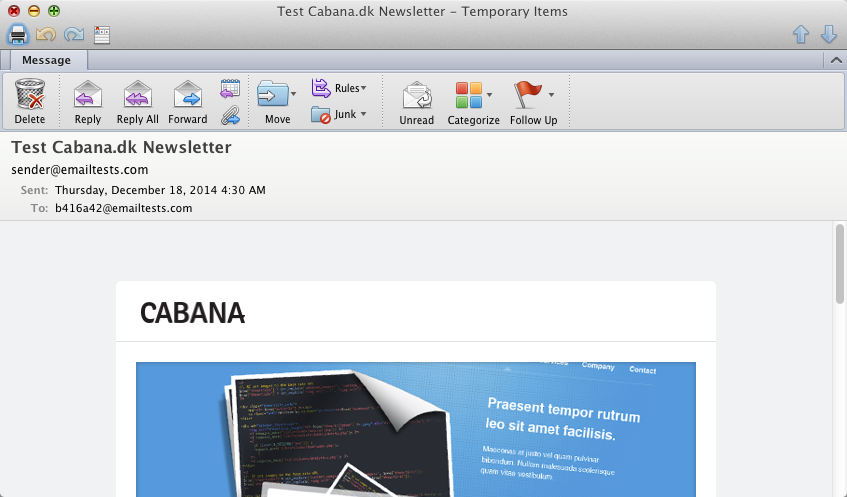 Test Cabana.dk Newsletter – Temporary Items
Message
Delete
Reply
Reply All
Forward
Move
Rules
Junk
Unread
Categorize
Follow Up
Test Cabana.dk Newsletter
sender@emailtests.com
Sent: Thursday, December 18, 2014 4:30 AM
To: b416a42@emailtests.com
CABANA
Company Contact
Praesent tempor rutrum
leo sit amet facilisis.
Maecenas at justo vel quam pulvinar
bibendum. Nullam malesuada scelerisque
quam vitae vestibulum.